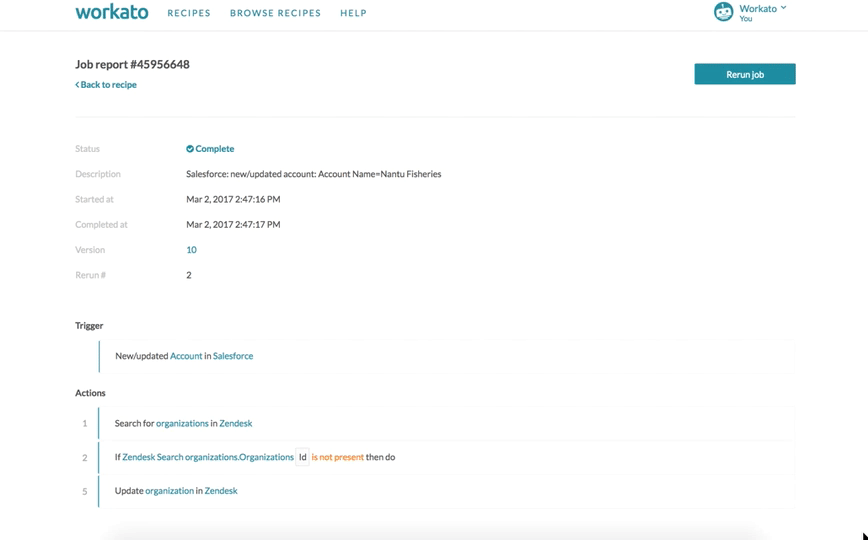 workato RECIPES BROWSE RECIPES HELP Workato
You
Job report #45956648
Rerun job
Back to recipe
Status Complete
Description Salesforce: new/updated account: Account Name=Nantu Fisheries
Started at Mar 2, 2017 2:47:16 PM
Completed at Mar 2, 2017 2:47:17 PM
Version 10
Rerun # 2
Trigger
New/updated Account in Salesforce
Actions
1 Search for organizations in Zendesk
2 If Zendesk Search organizations.Organizations Id is not present then do
5 Update organization in Zendesk